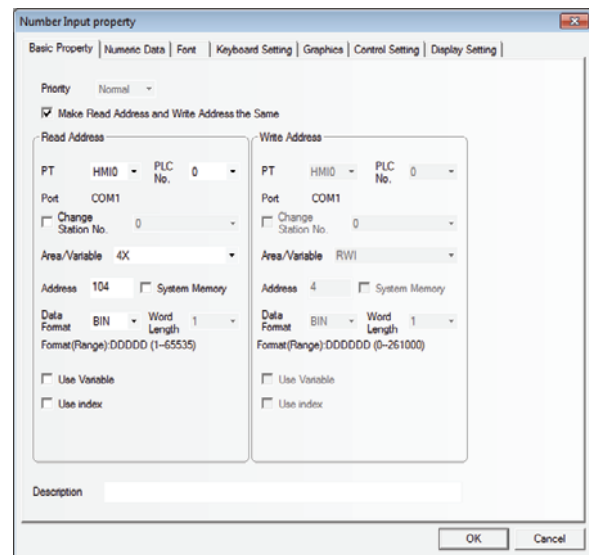 Number Input property
Basic Property Numeric Data Font Keyboard Setting Graphics Control Setting Display Setting
Priority Normal
Make Read Address and Write Address the Same
Read Address
PT HMI0 PLC No. 0
Port COM1
Change Station No. 0
Area/Variable 4X
Address 104 System Memory
Data Format BIN Word Length 1
Format(Range):DDDDD (1~65535)
Use Variable
Use index
Write Address
PT HMI0 PLC No. 0
Port COM1
Change Station No. 0
Area/Variable RWI
Address 4 System Memory
Data Format BIN Word Length 1
Format(Range):DDDDDD (0~261000)
Use Variable
Use index
Description
OK Cancel